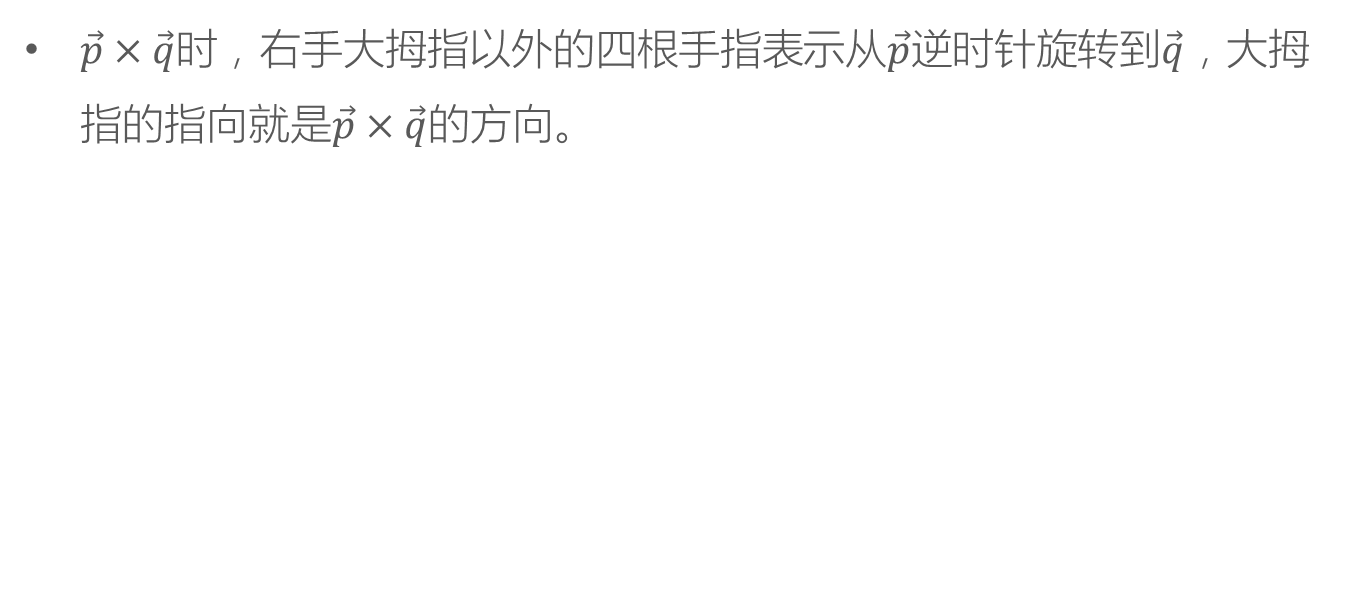 • p⃗ × q⃗时，右手大拇指以外的四根手指表示从p⃗逆时针旋转到q⃗，大拇
指的指向就是p⃗ × q⃗的方向。